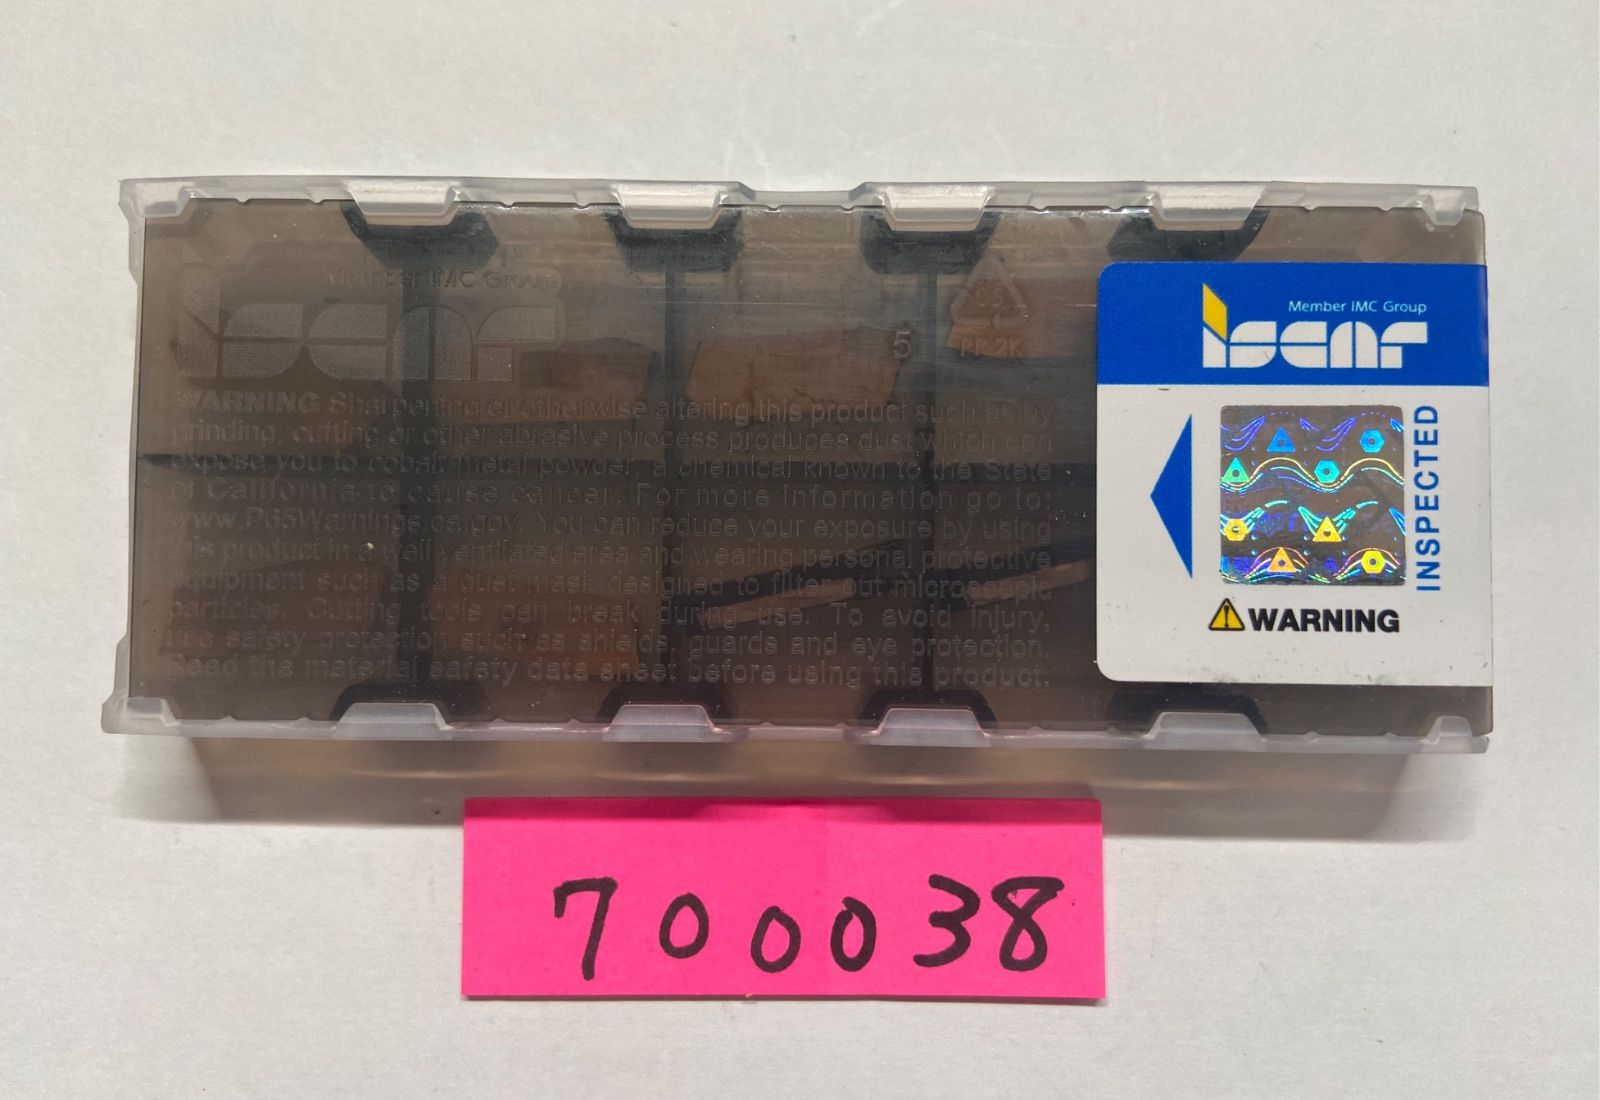 Member IMC Group
ISCAR
5
65
PP 2K
WARNING Sharpening or otherwise altering this product such as by
grinding, cutting or other abrasive process produces dust which can
expose you to cobalt metal powder, a chemical known to the State
of California to cause cancer. For more information go to:
www.P65Warnings.ca.gov. You can reduce your exposure by using
this product in a well ventilated area and wearing personal protective
equipment such as a dust mask designed to filter out microscopic
particles. Cutting tools can break during use. To avoid injury,
use safety protection such as shields, guards and eye protection.
Read the material safety data sheet before using this product.
Member IMC Group
ISCAR
INSPECTED
WARNING
700038